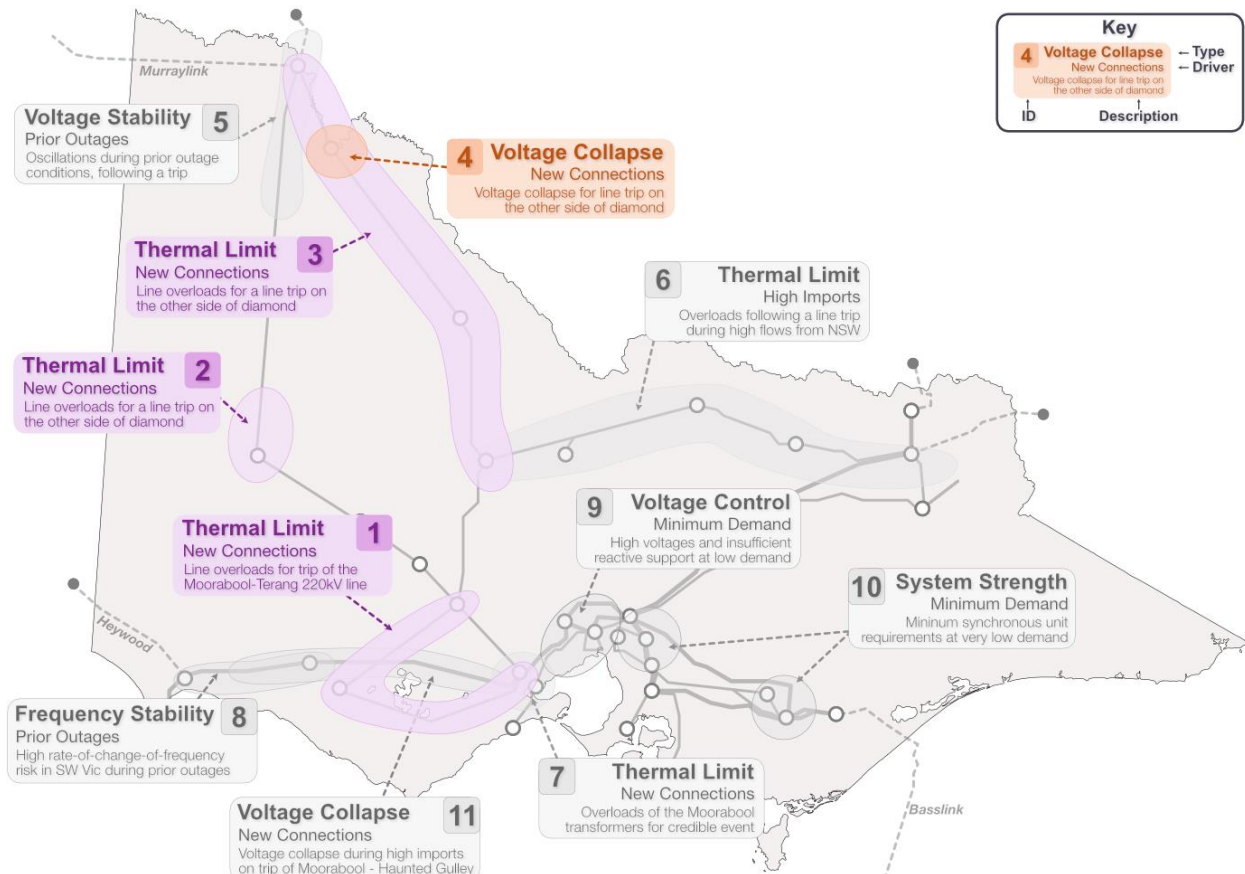 Key
4
Voltage Collapse
New Connections
Voltage collapse for line trip on
the other side of diamond
←Type
←Driver
ID
Description
Murraylink
Voltage Stability
5
Prior Outages
Oscillations during prior outage
conditions, following a trip
4
Voltage Collapse
New Connections
Voltage collapse for line trip on
the other side of diamond
Thermal Limit
3
New Connections
Line overloads for a line trip on
the other side of diamond
6
Thermal Limit
High Imports
Overloads following a line trip
during high flows from NSW
Thermal Limit
2
New Connections
Line overloads for a line trip on
the other side of diamond
9
Voltage Control
Minimum Demand
High voltages and insufficient
reactive support at low demand
Thermal Limit
1
New Connections
Line overloads for trip of the
Moorabool-Terang 220kV line
10
System Strength
Minimum Demand
Mininum synchronous unit
requirements at very low demand
Heywood
Frequency Stability
8
Prior Outages
High rate-of-change-of-frequency
risk in SW Vic during prior outages
7
Thermal Limit
New Connections
Overloads of the Moorabool
transformers for credible event
Voltage Collapse
11
New Connections
Voltage collapse during high imports
on trip of Moorabool - Haunted Gulley
Basslink